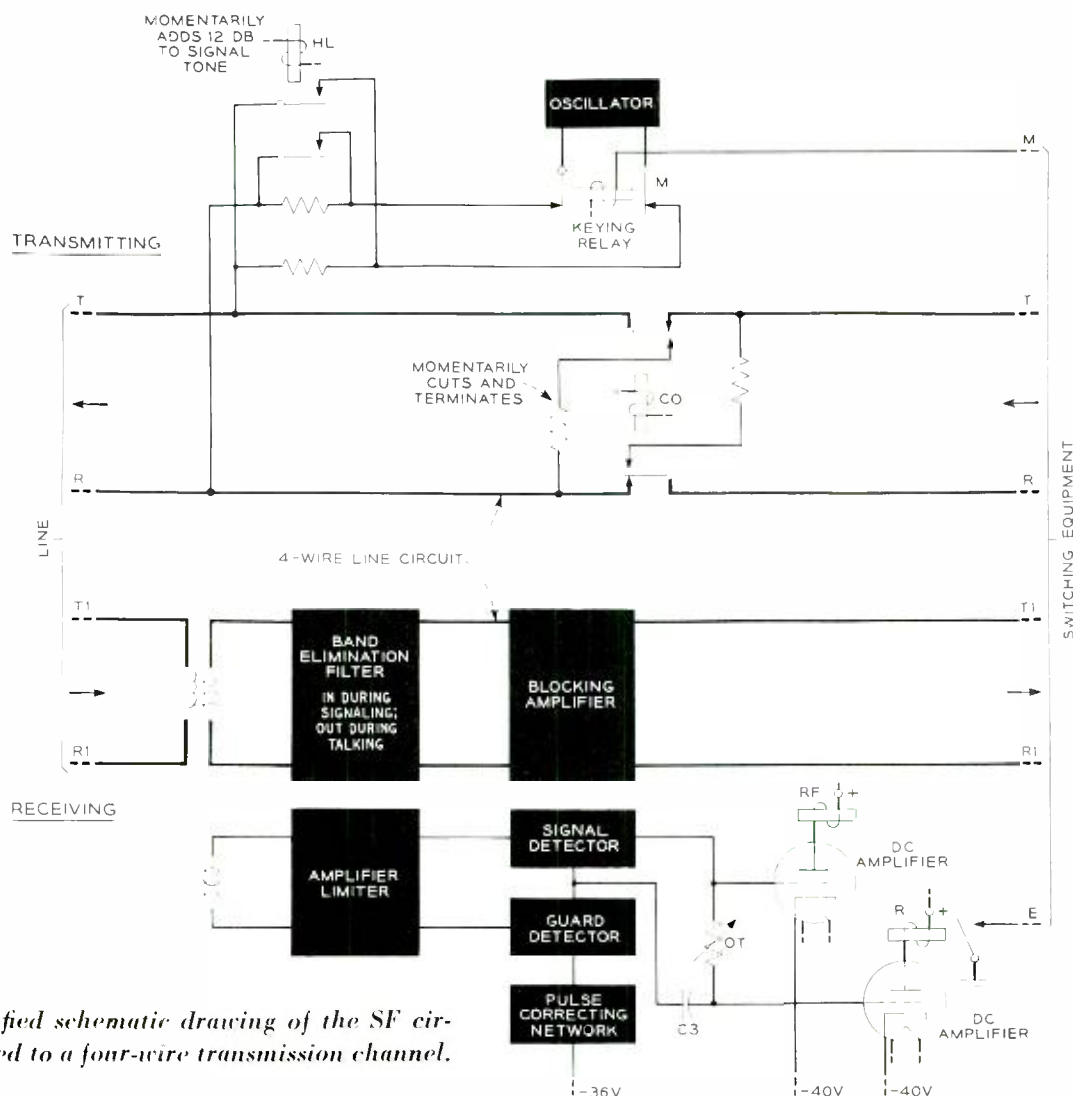 MOMENTARILY
ADDS 12 DB
TO SIGNAL
TONE
HL
OSCILLATOR
M
M
KEYING
RELAY
TRANSMITTING
T
T
MOMENTARILY
CUTS AND
TERMINATES
CO
R
R
LINE
SWITCHING EQUIPMENT
4-WIRE LINE CIRCUIT.
T1
T1
BAND
ELIMINATION
FILTER
IN DURING
SIGNALING;
OUT DURING
TALKING
BLOCKING
AMPLIFIER
R1
R1
RECEIVING
AMPLIFIER
LIMITER
SIGNAL
DETECTOR
GUARD
DETECTOR
PULSE
CORRECTING
NETWORK
RF
+
DC
AMPLIFIER
R
+
E
OT
C3
DC
AMPLIFIER
-36V
-40V
-40V
fied schematic drawing of the SF cir-
ed to a four-wire transmission channel.